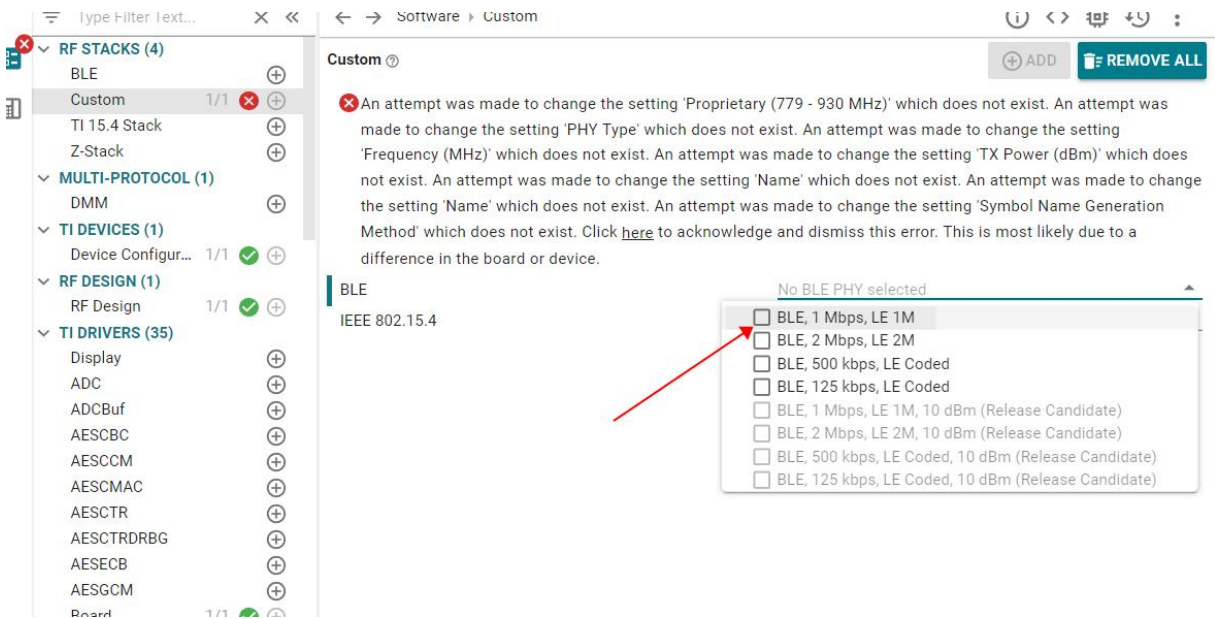 Type Filter Text...
RF STACKS (4)
BLE
Custom 1/1
TI 15.4 Stack
Z-Stack
MULTI-PROTOCOL (1)
DMM
TI DEVICES (1)
Device Configur... 1/1
RF DESIGN (1)
RF Design 1/1
TI DRIVERS (35)
Display
ADC
ADCBuf
AESCBC
AESCCM
AESCMAC
AESCTR
AESCTRDRBG
AESECB
AESGCM
Board 1/1
Software Custom
Custom
ADD
REMOVE ALL
An attempt was made to change the setting 'Proprietary (779 - 930 MHz)' which does not exist. An attempt was
made to change the setting 'PHY Type' which does not exist. An attempt was made to change the setting
'Frequency (MHz)' which does not exist. An attempt was made to change the setting 'TX Power (dBm)' which does
not exist. An attempt was made to change the setting 'Name' which does not exist. An attempt was made to change
the setting 'Name' which does not exist. An attempt was made to change the setting 'Symbol Name Generation
Method' which does not exist. Click here to acknowledge and dismiss this error. This is most likely due to a
difference in the board or device.
BLE
No BLE PHY selected
IEEE 802.15.4
BLE, 1 Mbps, LE 1M
BLE, 2 Mbps, LE 2M
BLE, 500 kbps, LE Coded
BLE, 125 kbps, LE Coded
BLE, 1 Mbps, LE 1M, 10 dBm (Release Candidate)
BLE, 2 Mbps, LE 2M, 10 dBm (Release Candidate)
BLE, 500 kbps, LE Coded, 10 dBm (Release Candidate)
BLE, 125 kbps, LE Coded, 10 dBm (Release Candidate)